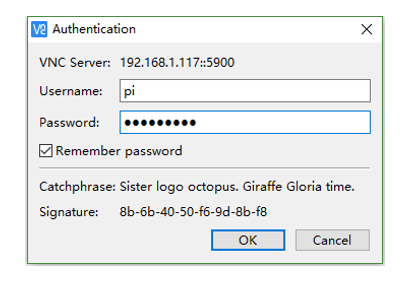 VQ Authentication
VNC Server: 192.168.1.117::5900
Username: pi
Password: ●●●●●●●●●
Remember password
Catchphrase: Sister logo octopus. Giraffe Gloria time.
Signature: 8b-6b-40-50-f6-9d-8b-f8
OK Cancel